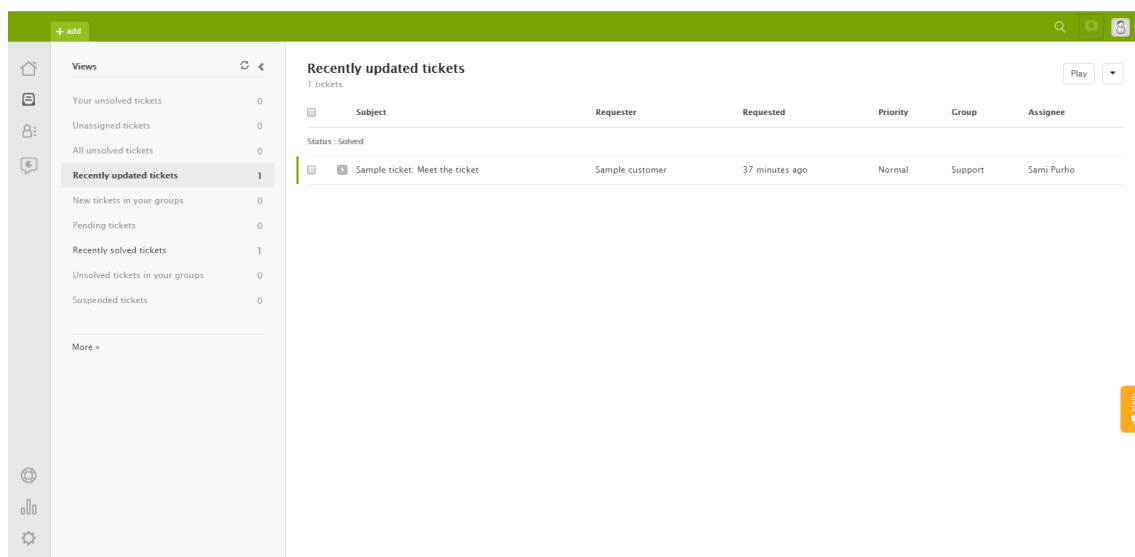 + add
Views
Your unsolved tickets 0
Unassigned tickets 0
All unsolved tickets 0
Recently updated tickets 1
New tickets in your groups 0
Pending tickets 0
Recently solved tickets 1
Unsolved tickets in your groups 0
Suspended tickets 0
More »
Recently updated tickets
1 tickets
Play
Subject Requester Requested Priority Group Assignee
Status : Solved
s Sample ticket: Meet the ticket Sample customer 37 minutes ago Normal Support Sami Purho